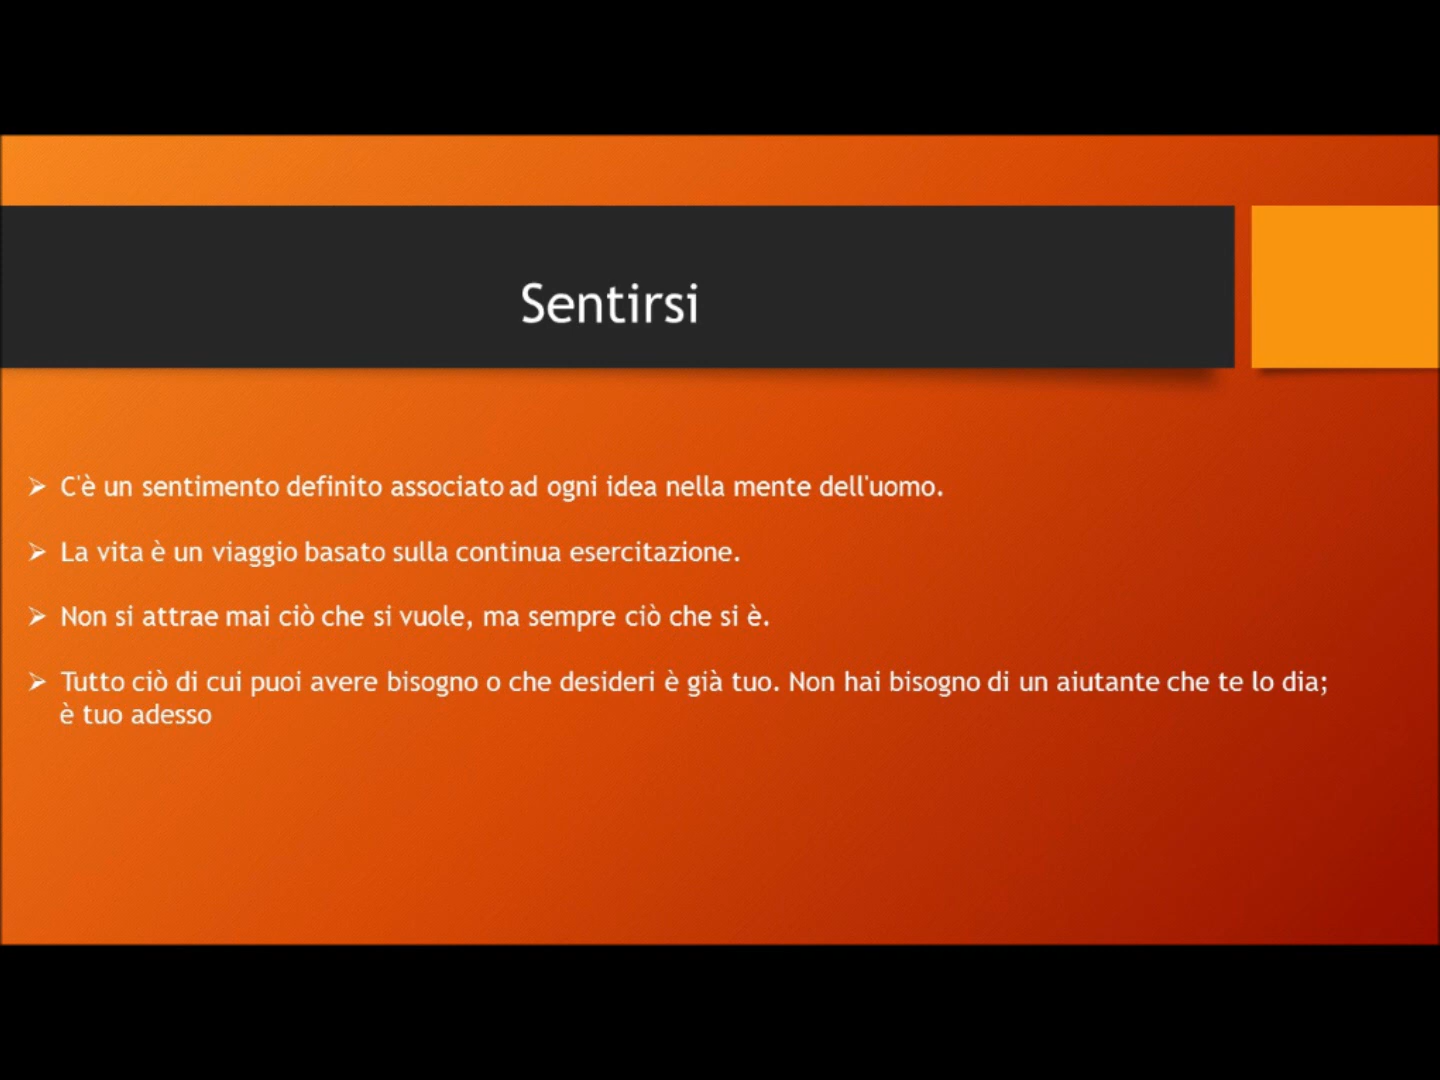 Sentirsi
➢ C'è un sentimento definito associato ad ogni idea nella mente dell'uomo.
➢ La vita è un viaggio basato sulla continua esercitazione.
➢ Non si attrae mai ciò che si vuole, ma sempre ciò che si è.
➢ Tutto ciò di cui puoi avere bisogno o che desideri è già tuo. Non hai bisogno di un aiutante che te lo dia;
è tuo adesso